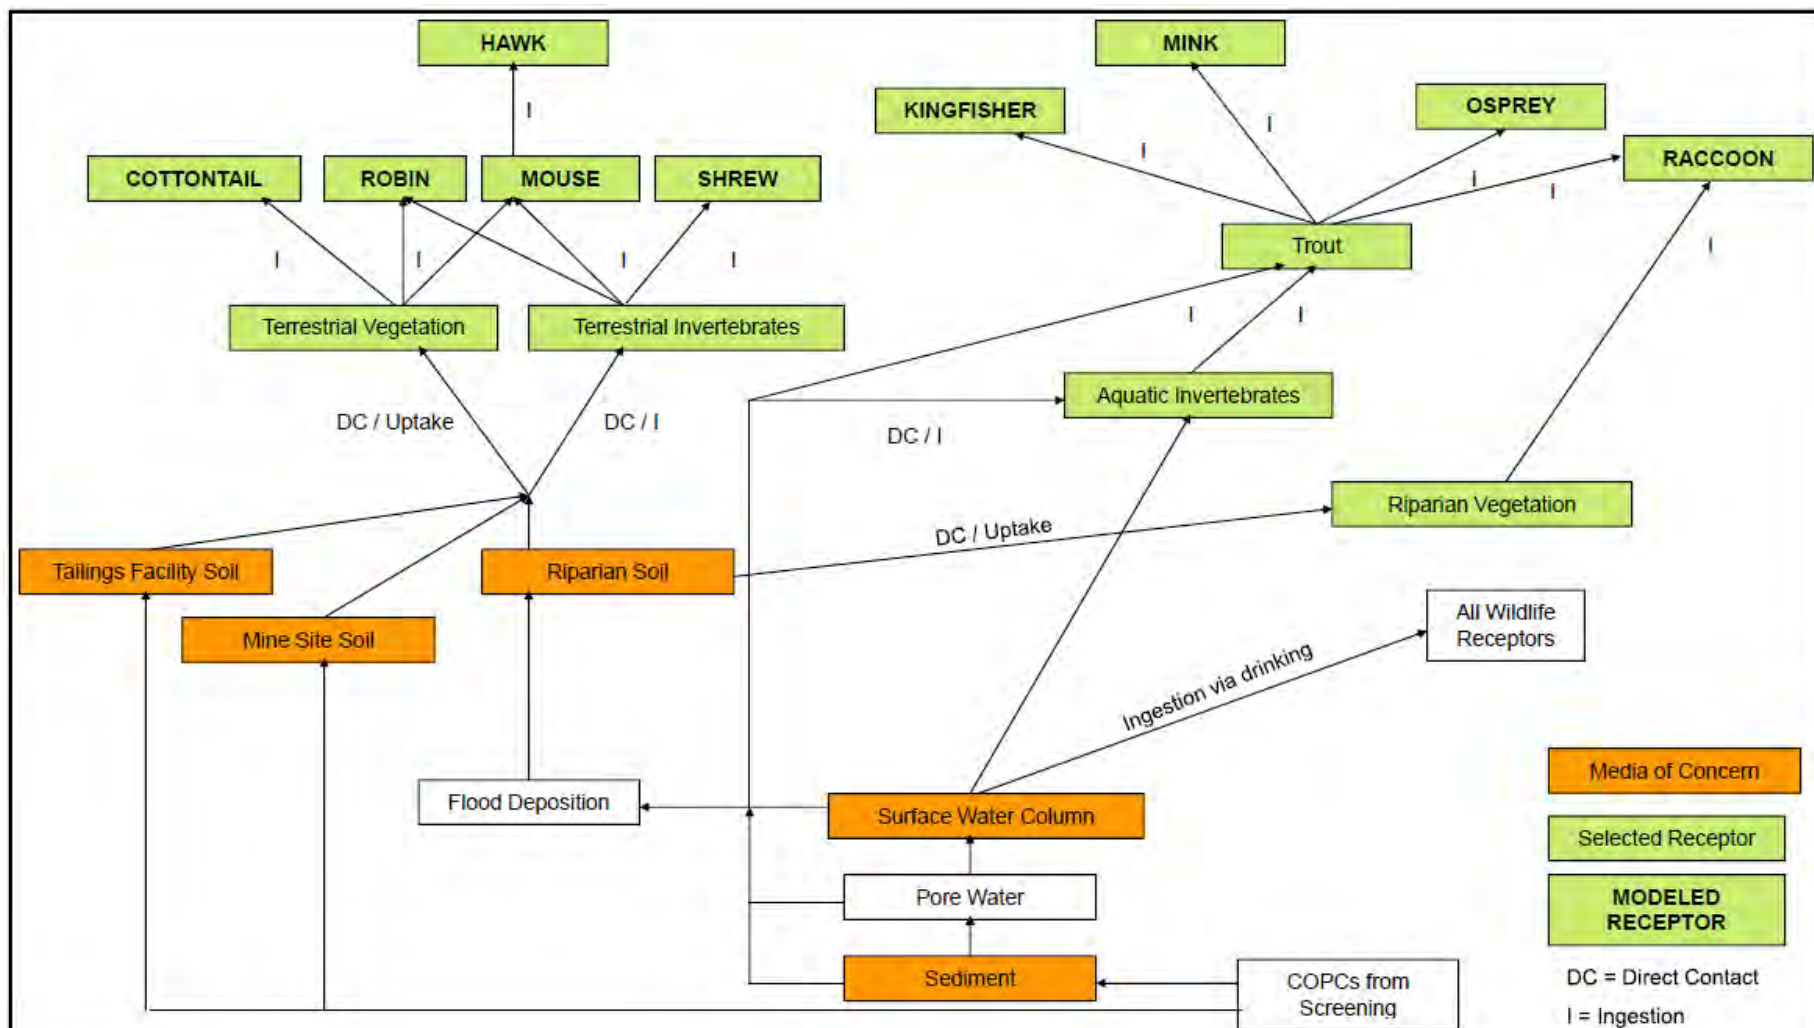 HAWK
MINK
KINGFISHER
OSPREY
I
I
I
RACCOON
COTTONTAIL
ROBIN
MOUSE
SHREW
I
I
Trout
I
I
I
I
I
Terrestrial Vegetation
Terrestrial Invertebrates
I
I
Aquatic Invertebrates
DC / Uptake
DC / I
DC / I
Riparian Vegetation
DC / Uptake
Tailings Facility Soil
Riparian Soil
Mine Site Soil
All Wildlife
Receptors
Ingestion via drinking
Flood Deposition
Surface Water Column
Media of Concern
Selected Receptor
Pore Water
MODELED
RECEPTOR
Sediment
COPCs from
Screening
DC = Direct Contact
I = Ingestion